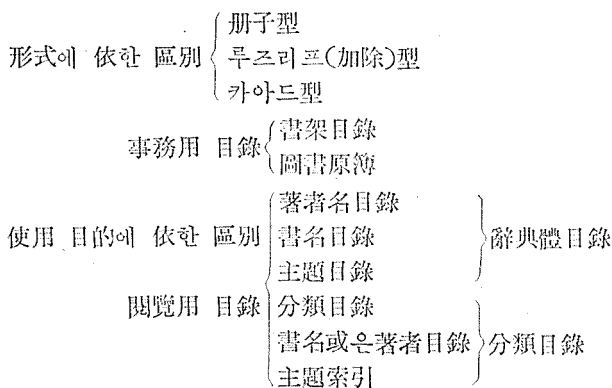 册子型
形式에 依한 區別
루즈리프(加除)型
카아드型
書架目錄
事務用 目錄
圖書原簿
著者名目錄
使用 目的에 依한 區別 書名目錄 辭典體目錄
主題目錄
閱覽用 目錄 分類目錄
書名或은著者目錄 分類目錄
主題索引